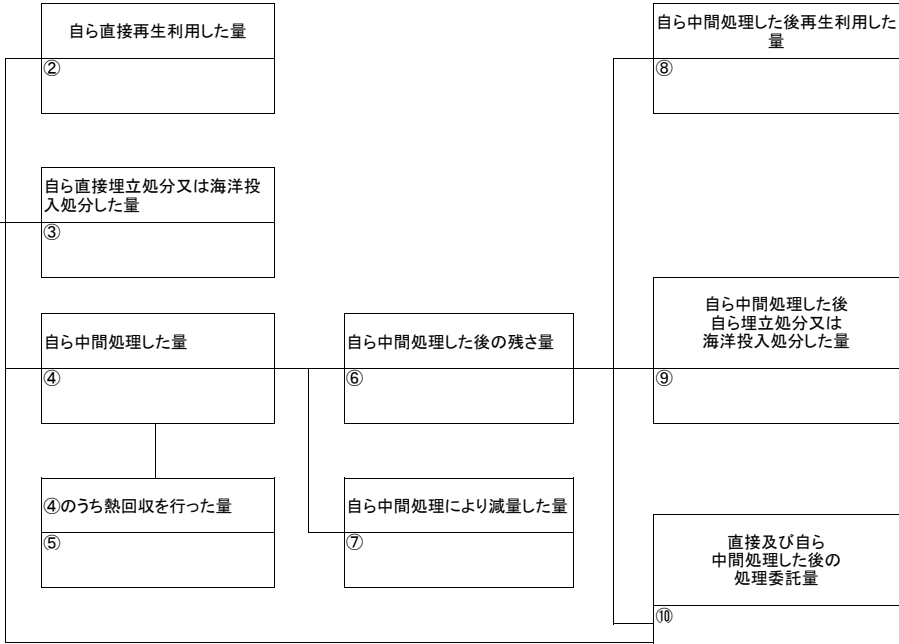 自ら直接再生利用した量
②
自ら直接埋立処分又は海洋投
入処分した量
③
自ら中間処理した量
④
④のうち熱回収を行った量
⑤
自ら中間処理した後の残さ量
⑥
自ら中間処理により減量した量
⑦
自ら中間処理した後再生利用した
量
⑧
自ら中間処理した後
自ら埋立処分又は
海洋投入処分した量
⑨
直接及び自ら
中間処理した後の
処理委託量
⑩